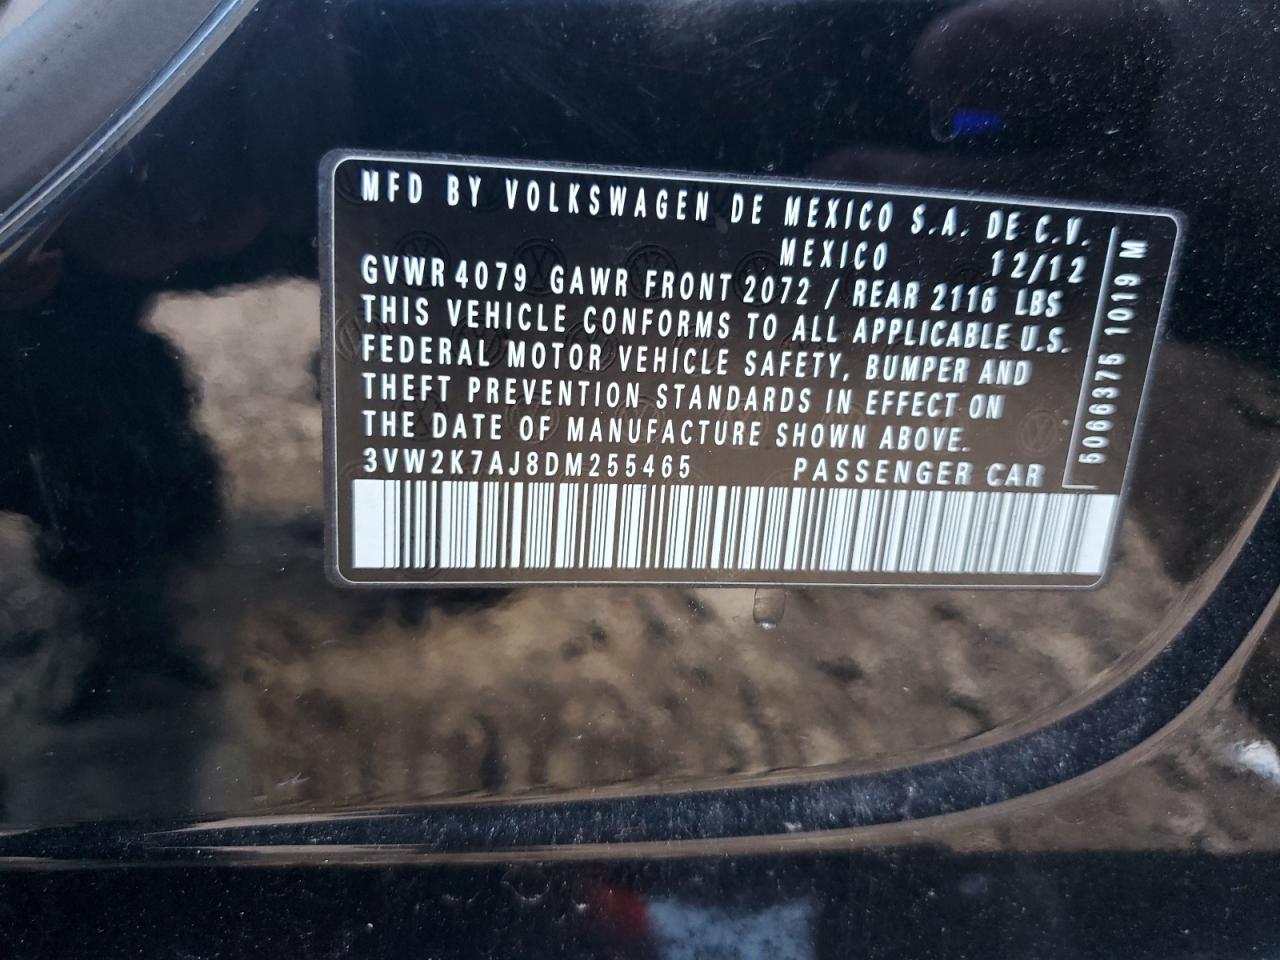 MFD BY VOLKSWAGEN DE MEXICO S.A. DE C.V.
MEXICO 12/12
GVWR 4079 GAWR FRONT 2072 / REAR 2116 LBS
THIS VEHICLE CONFORMS TO ALL APPLICABLE U.S.
FEDERAL MOTOR VEHICLE SAFETY, BUMPER AND
THEFT PREVENTION STANDARDS IN EFFECT ON
THE DATE OF MANUFACTURE SHOWN ABOVE.
3VW2K7AJ8DM255465 PASSENGER CAR
5066375 1019 M